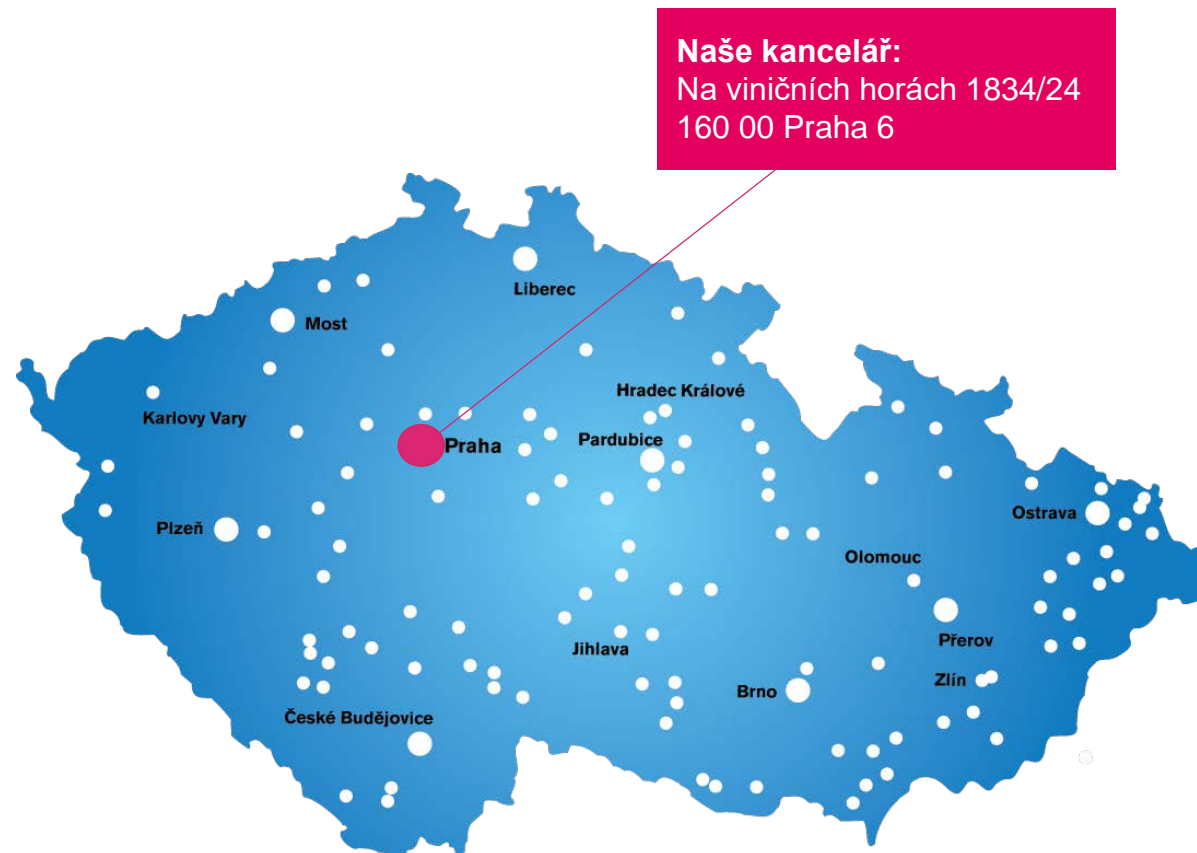 Naše kancelář:
Na viničních horách 1834/24
160 00 Praha 6
Liberec
Most
Hradec Králové
Karlovy Vary
Pardubice
Praha
Ostrava
Plzeň
Olomouc
Přerov
Jihlava
Zlín
Brno
České Budějovice